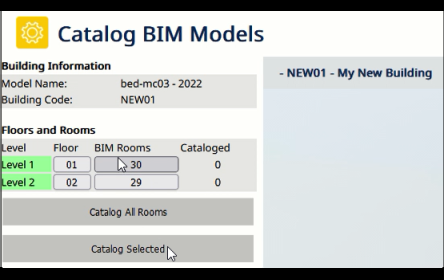 Catalog BIM Models
Building Information
Model Name: bed-mc03 - 2022
Building Code: NEW01
Floors and Rooms
Level Floor BIM Rooms Cataloged
Level 1 01 30 0
Level 2 02 29 0
Catalog All Rooms
Catalog Selected
- NEW01 - My New Building